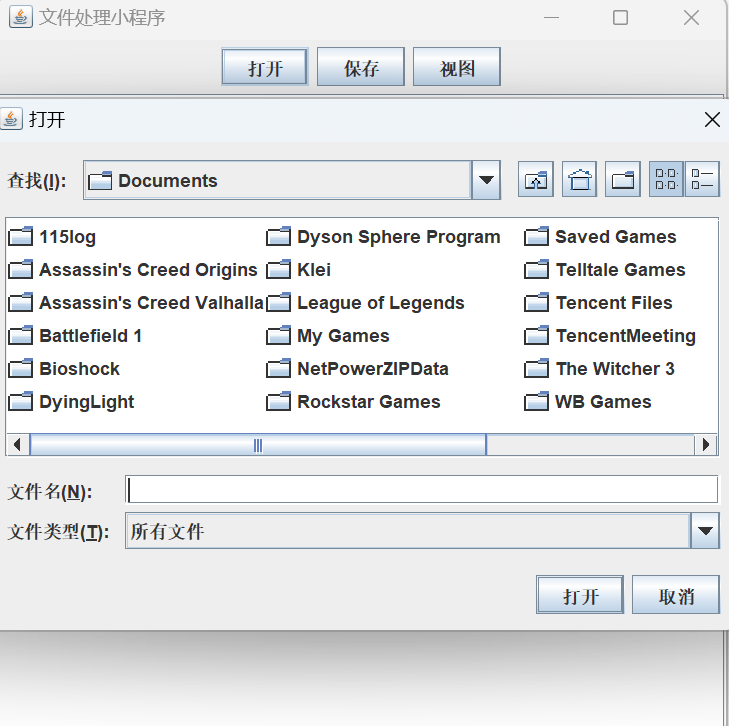 文件处理小程序
打开 保存 视图
打开
查找(I): Documents
115log Dyson Sphere Program Saved Games
Assassin's Creed Origins Klei Telltale Games
Assassin's Creed Valhalla League of Legends Tencent Files
Battlefield 1 My Games TencentMeeting
Bioshock NetPowerZIPData The Witcher 3
DyingLight Rockstar Games WB Games
文件名(N):
文件类型(T): 所有文件
打开 取消